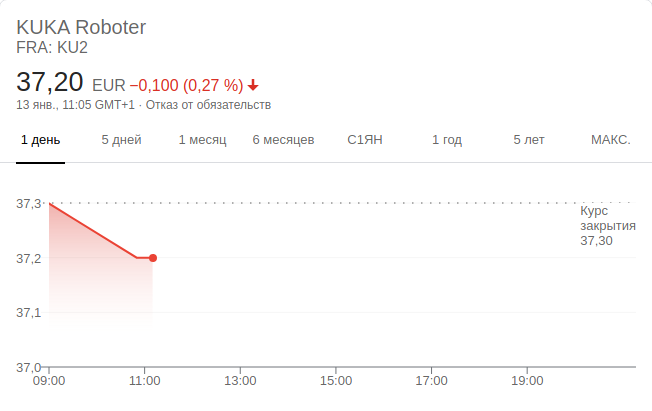 KUKA Roboter
FRA: KU2
37,20 EUR −0,100 (0,27 %)
13 янв., 11:05 GMT+1 · Отказ от обязательств
1 день 5 дней 1 месяц 6 месяцев С1ЯН 1 год 5 лет МАКС.
37,3
Курс
закрытия
37,30
37,2
37,1
37,0
09:00 11:00 13:00 15:00 17:00 19:00